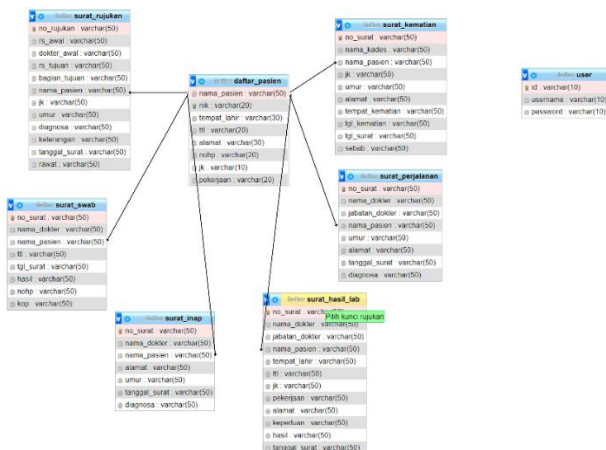 surat_rujukan
no_rujukan : varchar(50)
rs_awal : varchar(50)
doktor_awal : varchar(50)
rs_tujuan : varchar(50)
bagian_tujuan : varchar(50)
nama_pasien : varchar(50)
jk : varchar(50)
umur : varchar(50)
diagnosa : varchar(50)
keterangan : varchar(50)
tanggal_surat : varchar(50)
rawat : varchar(50)
daftar_pasien
nama_pasien : varchar(50)
nik : varchar(20)
tempat_lahir : varchar(30)
ttl : varchar(20)
alamat : varchar(30)
nohp : varchar(20)
jk : varchar(10)
pekerjaan : varchar(20)
surat_kematian
no_surat : varchar(50)
nama_kades : varchar(50)
nama_pasien : varchar(50)
jk : varchar(50)
umur : varchar(50)
alamat : varchar(50)
tempat_kematian : varchar(50)
tgl_kematian : varchar(50)
tgl_surat : varchar(50)
sebab : varchar(50)
user
id : varchar(10)
username : varchar(10)
password : varchar(10)
surat_swab
no_surat : varchar(50)
nama_dokter : varchar(50)
nama_pasien : varchar(50)
ttl : varchar(50)
tgl_surat : varchar(50)
hasil : varchar(50)
nohp : varchar(50)
kop : varchar(50)
surat_perjalanan
no_surat : varchar(50)
nama_dokter : varchar(50)
jabatan_dokter : varchar(50)
nama_pasien : varchar(50)
umur : varchar(50)
alamat : varchar(50)
tanggal_surat : varchar(50)
diagnosa : varchar(50)
surat_inap
no_surat : varchar(50)
nama_dokter : varchar(50)
nama_pasien : varchar(50)
alamat : varchar(50)
umur : varchar(50)
tanggal_surat : varchar(50)
diagnosa : varchar(50)
surat_hasil_lab
no_surat : varchar(50)
Pilih kunci rujukan
nama_dokter : varchar(50)
jabatan_dokter : varchar(50)
nama_pasien : varchar(50)
tempat_lahir : varchar(50)
ttl : varchar(50)
jk : varchar(50)
pekerjaan : varchar(50)
alamat : varchar(50)
keperluan : varchar(50)
hasil : varchar(50)
tanggal_surat : varchar(50)